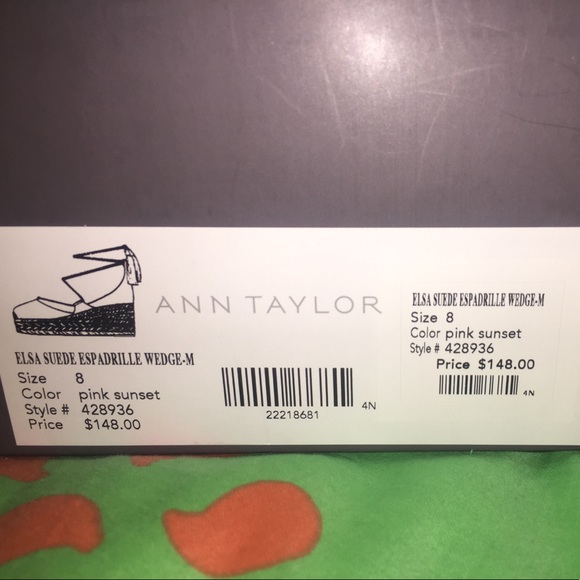 ANN TAYLOR
ELSA SUEDE ESPADRILLE WEDGE-M
Size 8
Color pink sunset
Style # 428936
Price $148.00
22218681
4N
ELSA SUEDE ESPADRILLE WEDGE-M
Size 8
Color pink sunset
Style # 428936
Price $148.00
4N